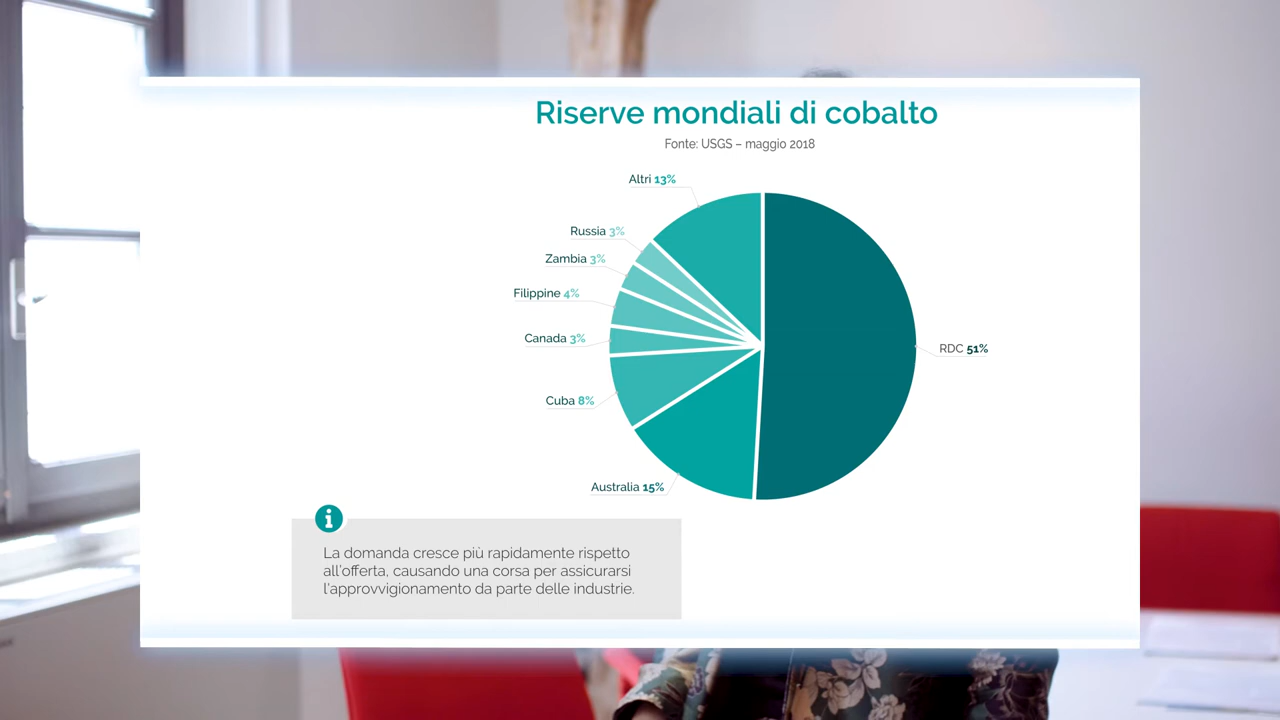 Riserve mondiali di cobalto
Fonte: USGS – maggio 2018
Altri 13%
Russia 3%
Zambia 3%
Filippine 4%
Canada 3%
RDC 51%
Cuba 8%
Australia 15%
La domanda cresce più rapidamente rispetto
all'offerta, causando una corsa per assicurarsi
l'approvvigionamento da parte delle industrie.